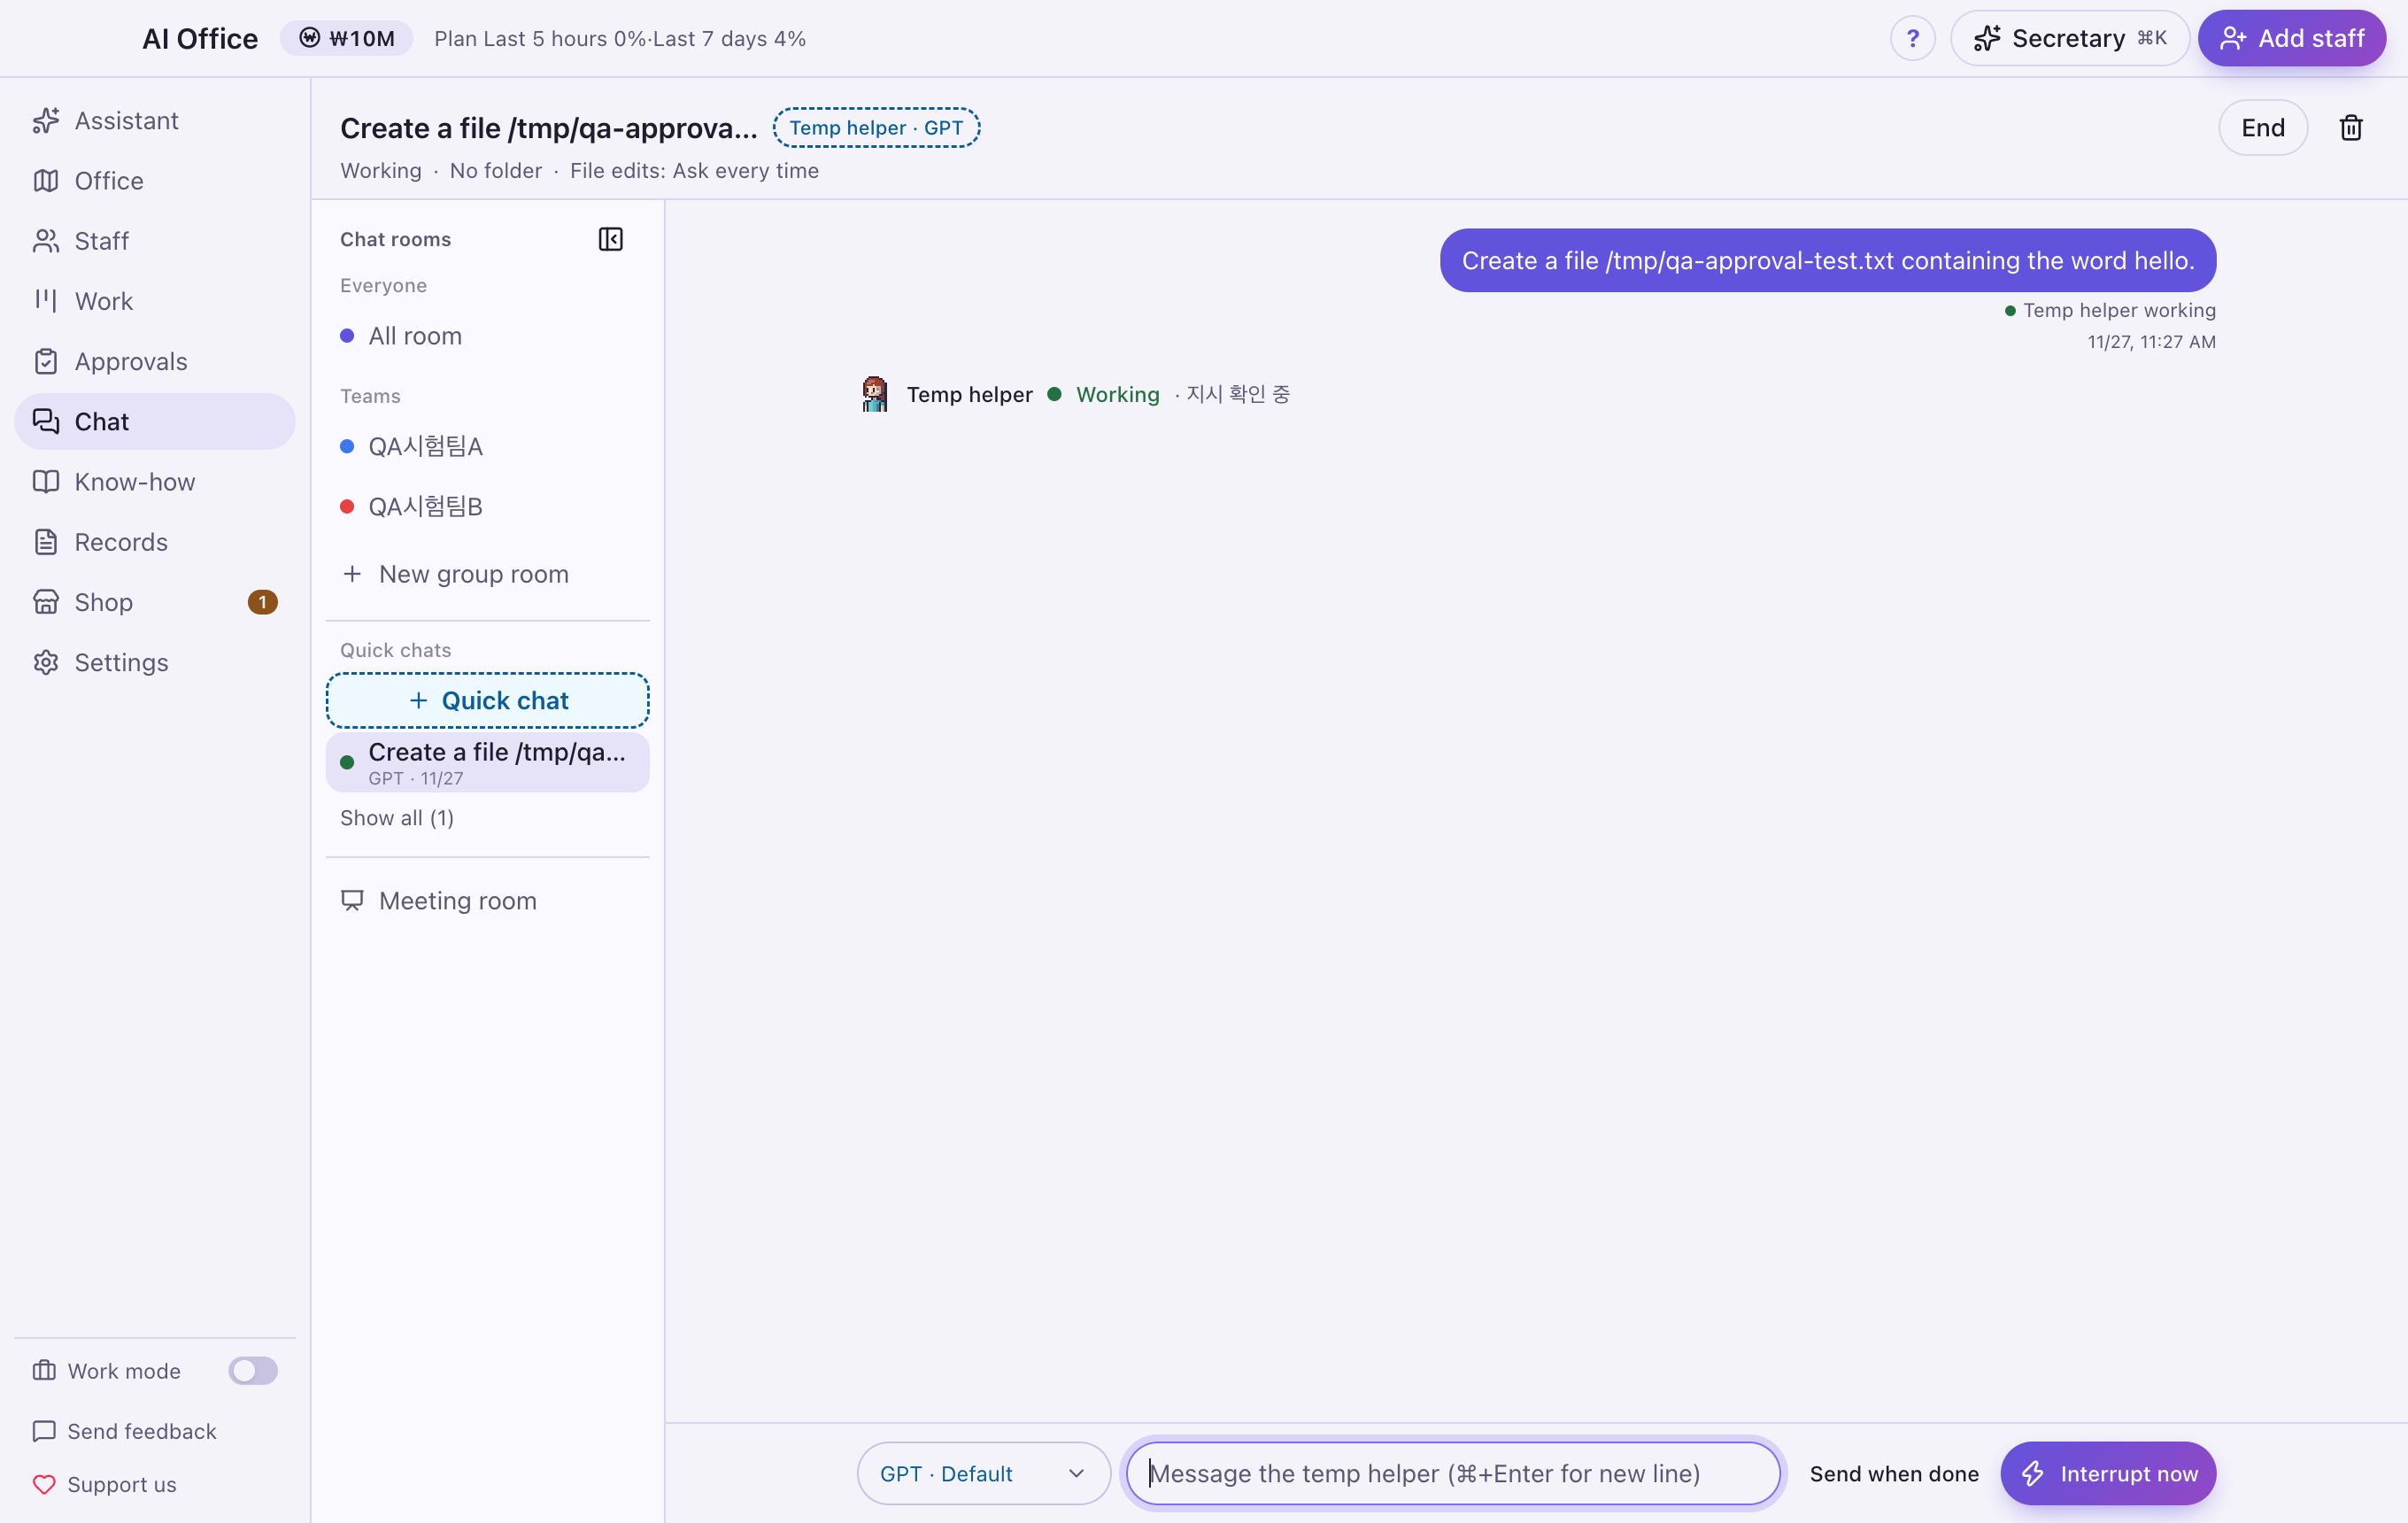 AI Office
₩10M
Plan Last 5 hours 0%·Last 7 days 4%
?
Secretary ⌘K
Add staff
Assistant
Office
Staff
Work
Approvals
Chat
Know-how
Records
Shop
1
Settings
Work mode
Send feedback
Support us
Create a file /tmp/qa-approva...
Temp helper · GPT
Working · No folder · File edits: Ask every time
End
Chat rooms
Everyone
All room
Teams
QA시험팀A
QA시험팀B
New group room
Quick chats
Quick chat
Create a file /tmp/qa...
GPT · 11/27
Show all (1)
Meeting room
Create a file /tmp/qa-approval-test.txt containing the word hello.
Temp helper working
11/27, 11:27 AM
Temp helper Working · 지시 확인 중
GPT · Default
Message the temp helper (⌘+Enter for new line)
Send when done
Interrupt now